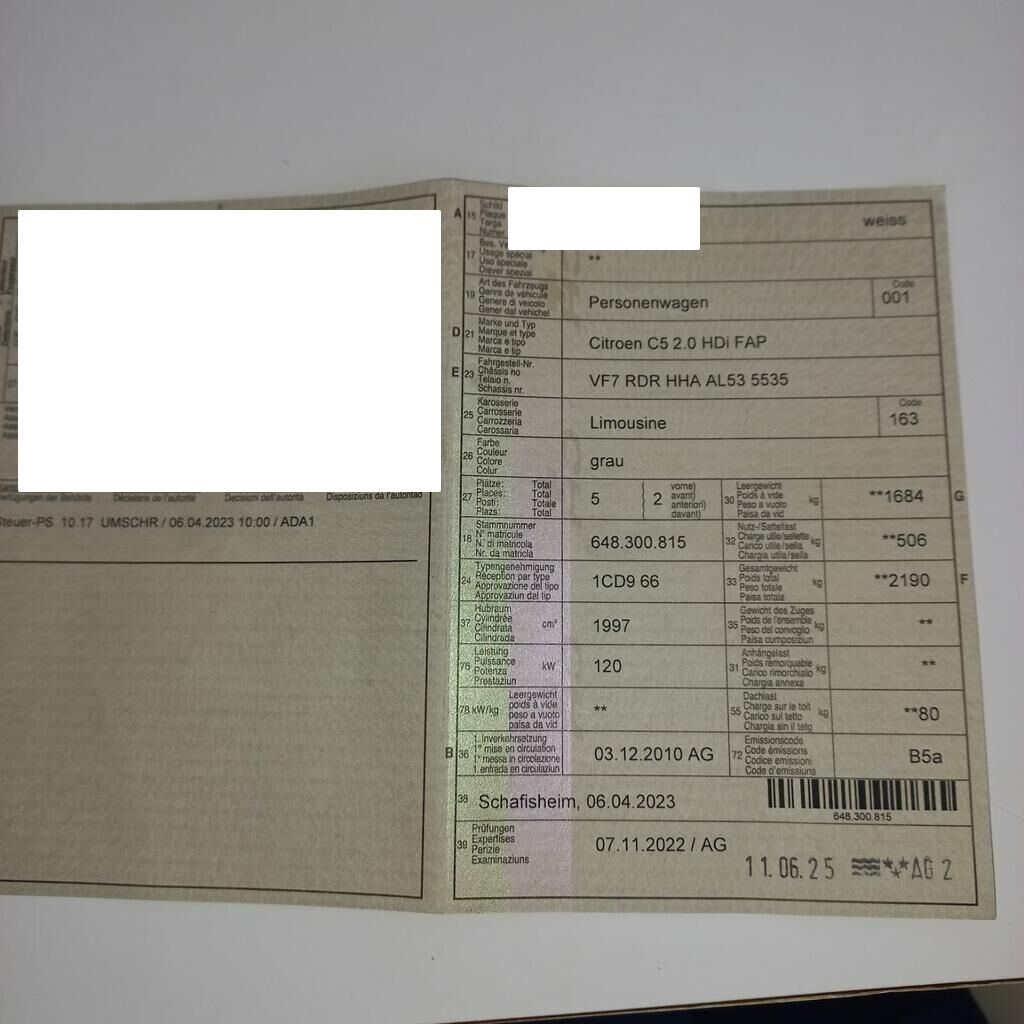 Verfügungen der Behörde Décisions de l'autorité Decisioni dell'autorità Disposiziuns da l'autoritad
Steuer-PS 10.17 UMSCHR / 06.04.2023 10:00 / ADA1
A 15 Schild
Plaque
Targa
Numer
weiss
17 Bes.
Usage spécial
Uso speciale
Diever spezial
**
19 Art des Fahrzeugs
Genre de véhicule
Genere di veicolo
Gener dal vehichel
Personenwagen
Code
001
D 21 Marke und Typ
Marque et type
Marca e tipo
Marca e tip
Citroen C5 2.0 HDi FAP
E 23 Fahrgestell-Nr.
Châssis no
Telaio n.
Schassis nr.
VF7 RDR HHA AL53 5535
25 Karosserie
Carrosserie
Carrozzeria
Carossaria
Limousine
Code
163
26 Farbe
Couleur
Colore
Colur
grau
27 Plätze: Total
Places: Total
Posti: Totale
Plazs: Total
5
2 vorne)
avant)
anteriori)
davant)
30 Leergewicht
Poids à vide
Peso a vuoto
Paisa da vid
kg
**1684 G
18 Stammnummer
N° matricule
N. di matricola
Nr. da matricla
648.300.815
32 Nutz-/Sattellast
Charge utile/sellette
Carico utile/sella
Chargia utila/sella
kg
**506
24 Typengenehmigung
Réception par type
Approvazione del tipo
Approvaziun dal tip
1CD9 66
33 Gesamtgewicht
Poids total
Peso totale
Paisa totala
kg
**2190 F
37 Hubraum
Cylindrée
Cilindrata
Cilindrada
cm³
1997
35 Gewicht des Zuges
Poids de l'ensemble
Peso del convoglio
Paisa cumposiziun
kg
**
76 Leistung
Puissance
Potenza
Prestaziun
kW
120
31 Anhängelast
Poids remorquable
Carico rimorchiato
Chargia annexa
kg
**
78 kW/kg Leergewicht
poids à vide
peso a vuoto
paisa da vid
**
55 Dachlast
Charge sur le toit
Carico sul tetto
Chargia sin il tetg
kg
**80
B 36 1. Inverkehrsetzung
1re mise en circulation
1a messa in circolazione
1. entrada en circulaziun
03.12.2010 AG
72 Emissionscode
Code émissions
Codice emissioni
Code d'emissiuns
B5a
38 Schafisheim, 06.04.2023
648.300.815
39 Prüfungen
Expertises
Perizie
Examinaziuns
07.11.2022 / AG
11.06.25 AG 2